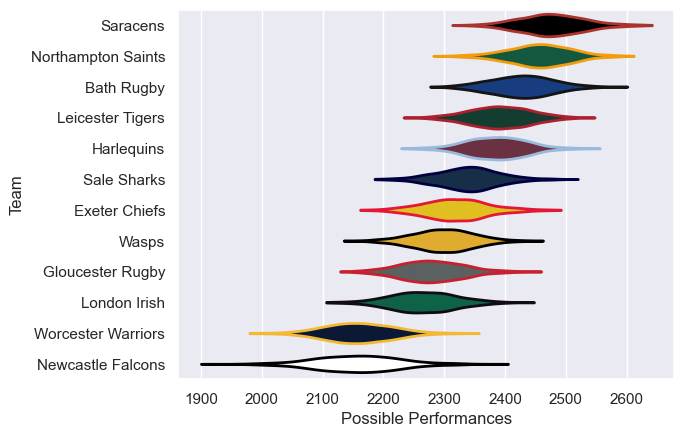 Saracens
Northampton Saints
Bath Rugby
Leicester Tigers
Harlequins
Sale Sharks
Exeter Chiefs
Wasps
Gloucester Rugby
London Irish
Worcester Warriors
Newcastle Falcons
Team
1900 2000 2100 2200 2300 2400 2500 2600
Possible Performances